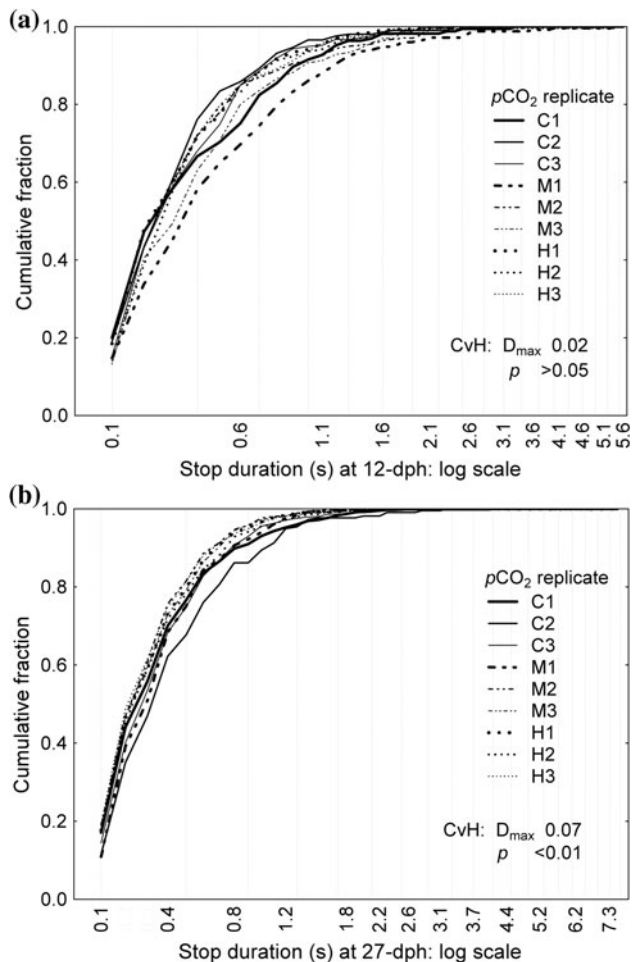 (a)
1.0
0.8
0.6
0.4
0.2
0.0
Cumulative fraction
pCO₂ replicate
C1
C2
C3
M1
M2
M3
H1
H2
H3
CvH: Dmax 0.02
p >0.05
0.1 0.6 1.1 1.6 2.1 2.6 3.1 3.6 4.1 4.6 5.1 5.6
Stop duration (s) at 12-dph: log scale
(b)
1.0
0.8
0.6
0.4
0.2
0.0
Cumulative fraction
pCO₂ replicate
C1
C2
C3
M1
M2
M3
H1
H2
H3
CvH: Dmax 0.07
p <0.01
0.1 0.4 0.8 1.2 1.8 2.2 2.6 3.1 3.7 4.4 5.2 6.2 7.3
Stop duration (s) at 27-dph: log scale